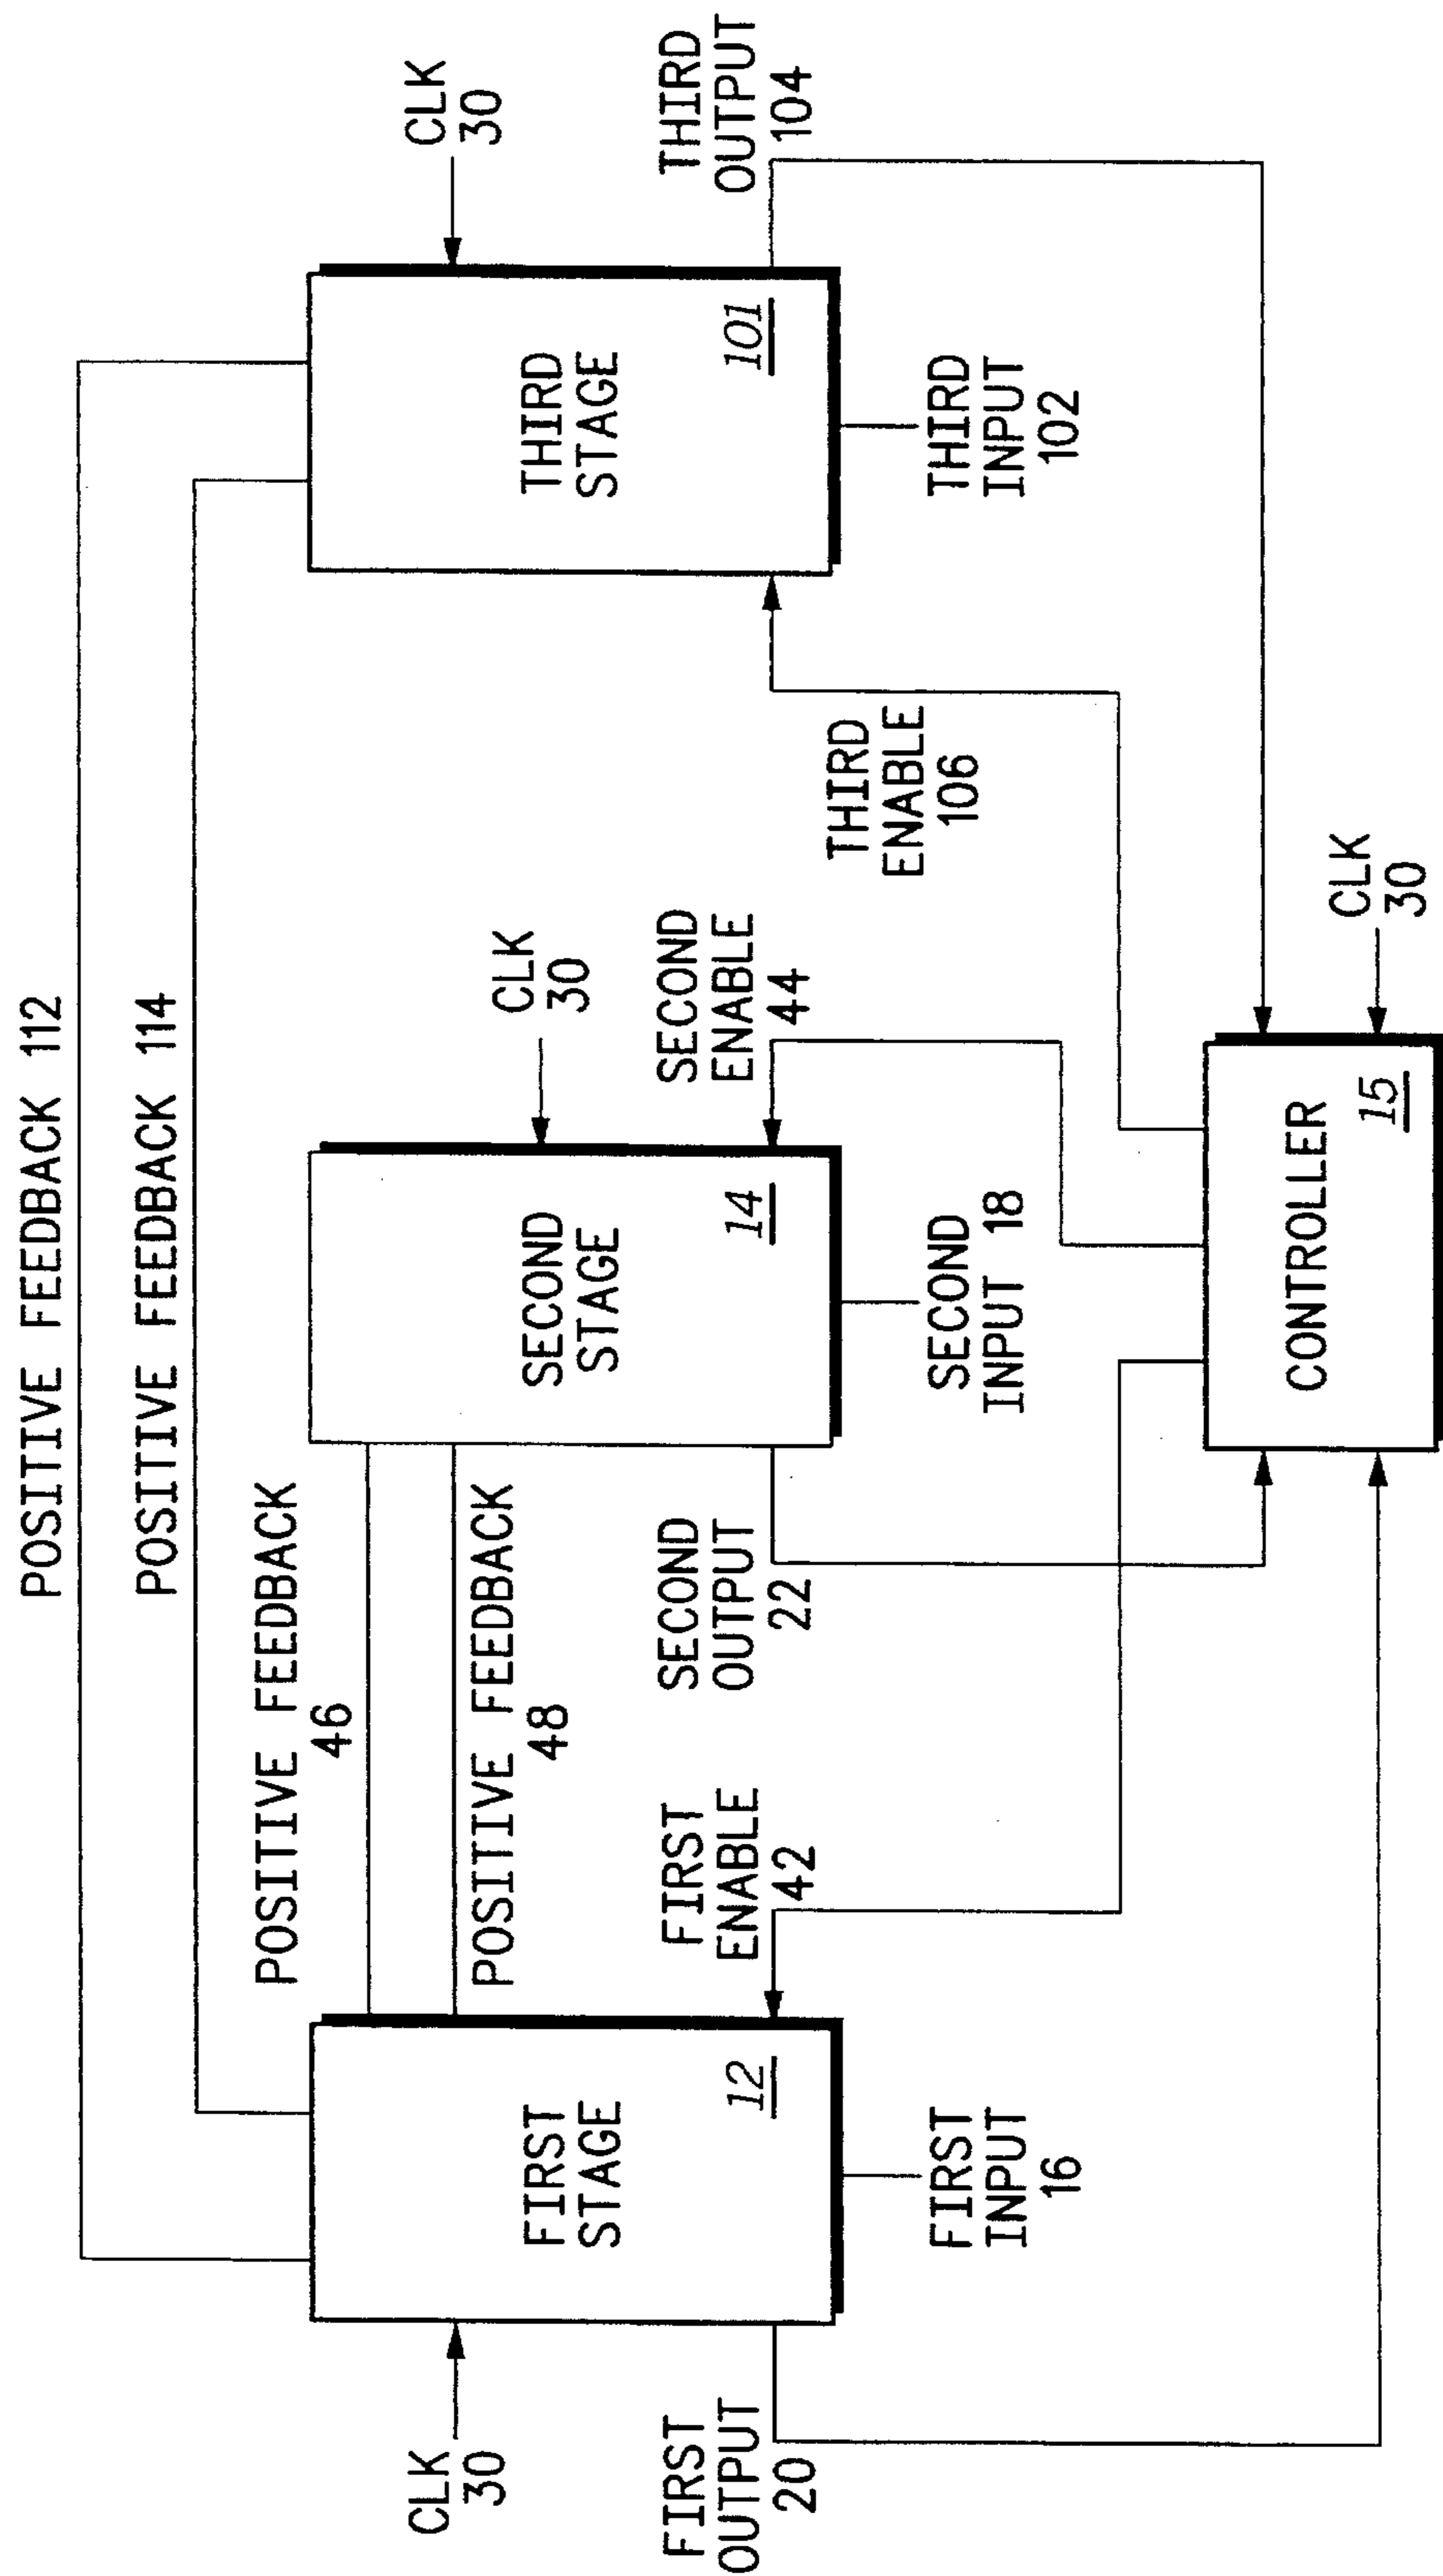 POSITIVE FEEDBACK 112
POSITIVE FEEDBACK 114
POSITIVE FEEDBACK
46
POSITIVE FEEDBACK
48
CLK
30
FIRST
STAGE
12
FIRST
OUTPUT
20
FIRST
INPUT
16
FIRST
ENABLE
42
SECOND
OUTPUT
22
SECOND
STAGE
14
SECOND
INPUT 18
CLK
30
SECOND
ENABLE
44
THIRD
ENABLE
106
THIRD
STAGE
101
THIRD
INPUT
102
CLK
30
THIRD
OUTPUT
104
CONTROLLER
15
CLK
30